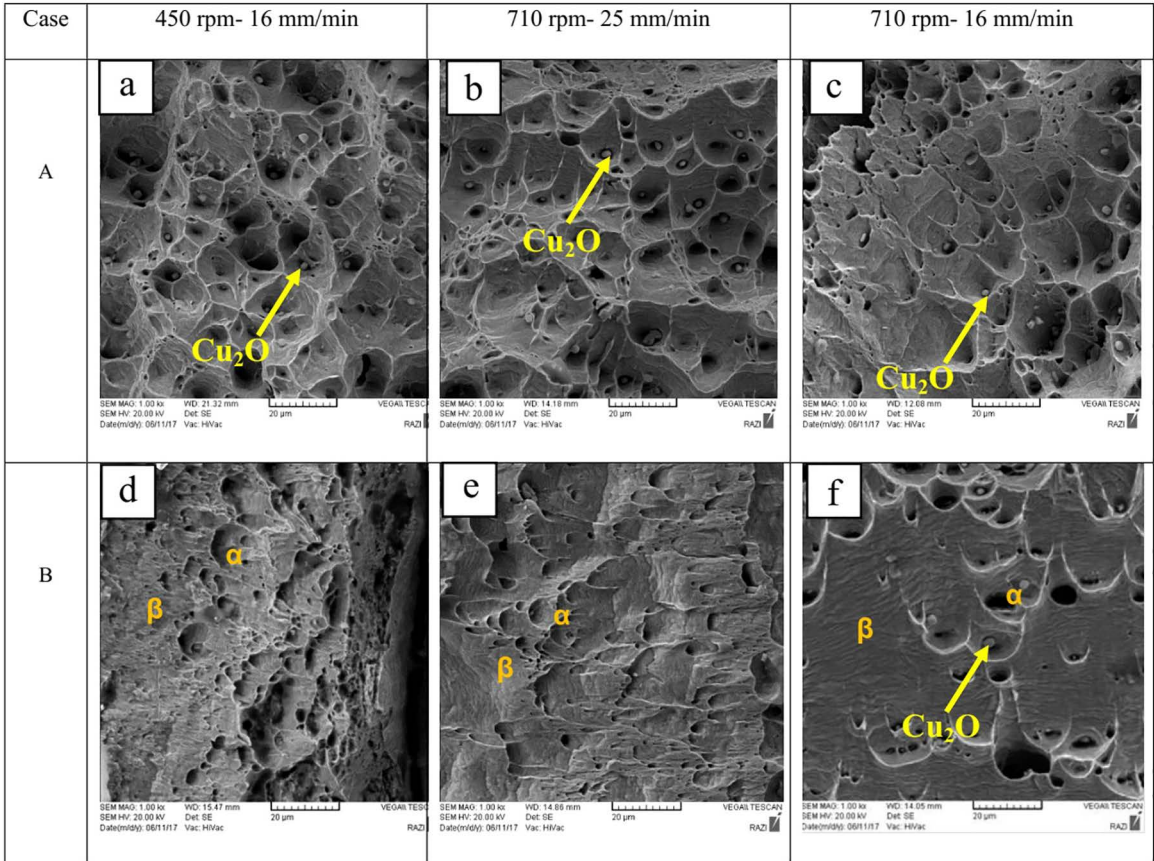 Case 450 rpm- 16 mm/min 710 rpm- 25 mm/min 710 rpm- 16 mm/min
A
a
Cu₂O
SEM MAG: 1.00 kx WD: 21.32 mm
SEM HV: 20.00 kV Det: SE 20 µm VEGA\\ TESCAN
Date(m/d/y): 06/11/17 Vac: HiVac RAZI
b
Cu₂O
SEM MAG: 1.00 kx WD: 14.18 mm
SEM HV: 20.00 kV Det: SE 20 µm VEGA\\ TESCAN
Date(m/d/y): 06/11/17 Vac: HiVac RAZI
c
Cu₂O
SEM MAG: 1.00 kx WD: 12.08 mm
SEM HV: 20.00 kV Det: SE 20 µm VEGA\\ TESCAN
Date(m/d/y): 06/11/17 Vac: HiVac RAZI
B
d
α
β
SEM MAG: 1.00 kx WD: 15.47 mm
SEM HV: 20.00 kV Det: SE 20 µm VEGA\\ TESCAN
Date(m/d/y): 06/11/17 Vac: HiVac RAZI
e
α
β
SEM MAG: 1.00 kx WD: 14.86 mm
SEM HV: 20.00 kV Det: SE 20 µm VEGA\\ TESCAN
Date(m/d/y): 06/11/17 Vac: HiVac RAZI
f
α
β
Cu₂O
SEM MAG: 1.00 kx WD: 14.05 mm
SEM HV: 20.00 kV Det: SE 20 µm VEGA\\ TESCAN
Date(m/d/y): 06/11/17 Vac: HiVac RAZI